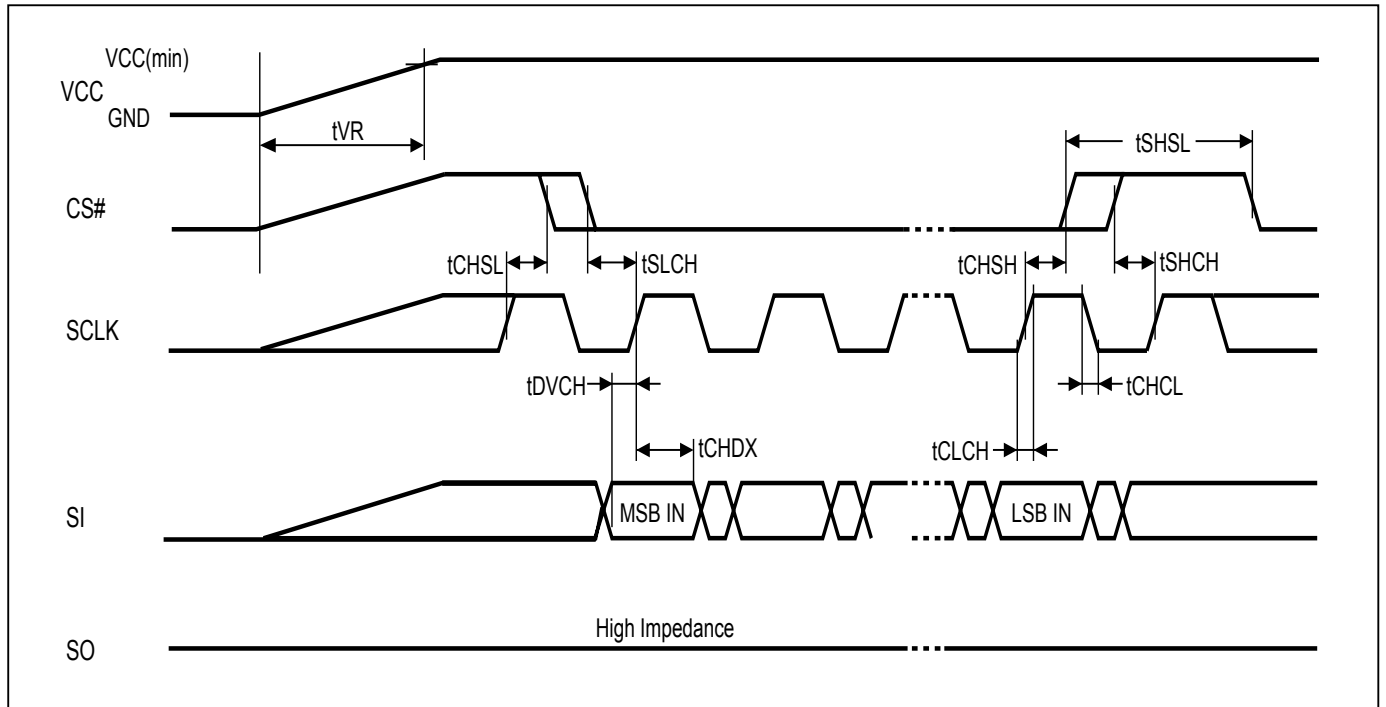 VCC(min)
VCC
GND
tVR
tSHSL
CS#
tCHSL
tSLCH
tCHSH
tSHCH
SCLK
tDVCH
tCHCL
tCHDX
tCLCH
SI
MSB IN
LSB IN
High Impedance
SO